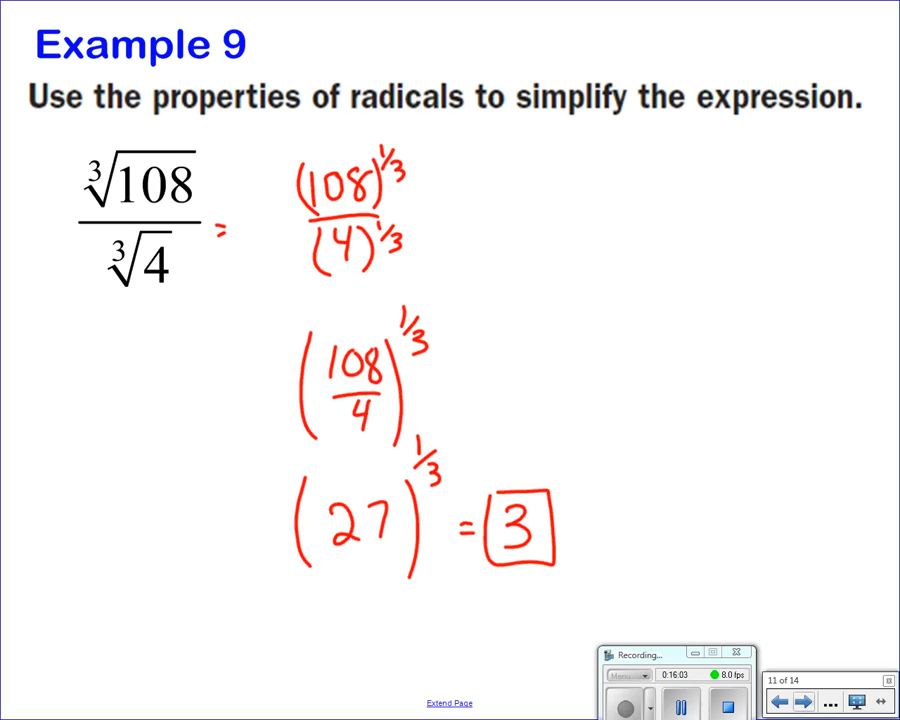 Example 9
Use the properties of radicals to simplify the expression.
∛108 / ∛4 = (108)^1/3 / (4)^1/3
(108/4)^1/3
(27)^1/3 = 3
Recording...
Menu
0:16:03 8.0 fps
11 of 14
...
Extend Page